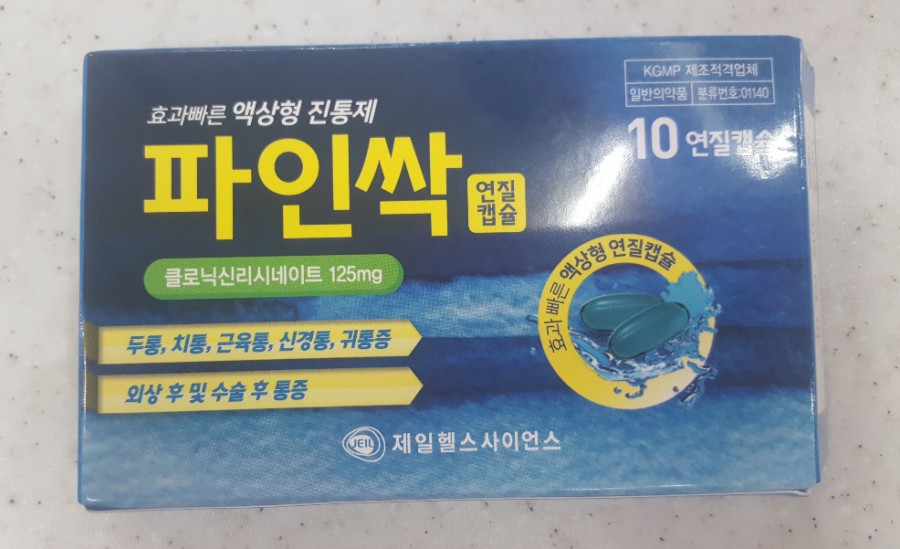 KGMP 제조적격업체
일반의약품 분류번호:01140
효과빠른 액상형 진통제
10 연질캡슐
파인싹
연질
캡슐
클로닉신리시네이트 125mg
효과 빠른 액상형 연질캡슐
두통, 치통, 근육통, 신경통, 귀통증
외상 후 및 수술 후 통증
JEIL 제일헬스사이언스